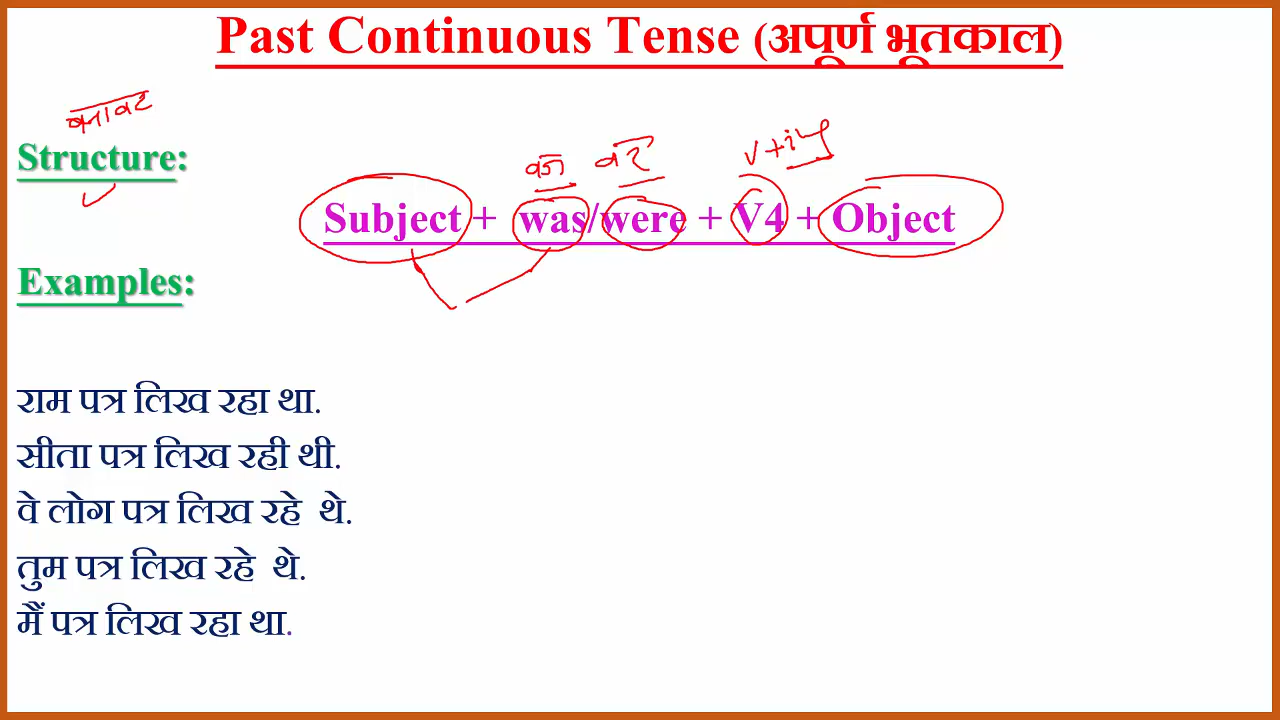 Past Continuous Tense (अपूर्ण भूतकाल)
बनावट
Structure:
वाज वर v+ing
Subject + was/were + V4 + Object
Examples:
राम पत्र लिख रहा था.
सीता पत्र लिख रही थी.
वे लोग पत्र लिख रहे थे.
तुम पत्र लिख रहे थे.
मैं पत्र लिख रहा था.